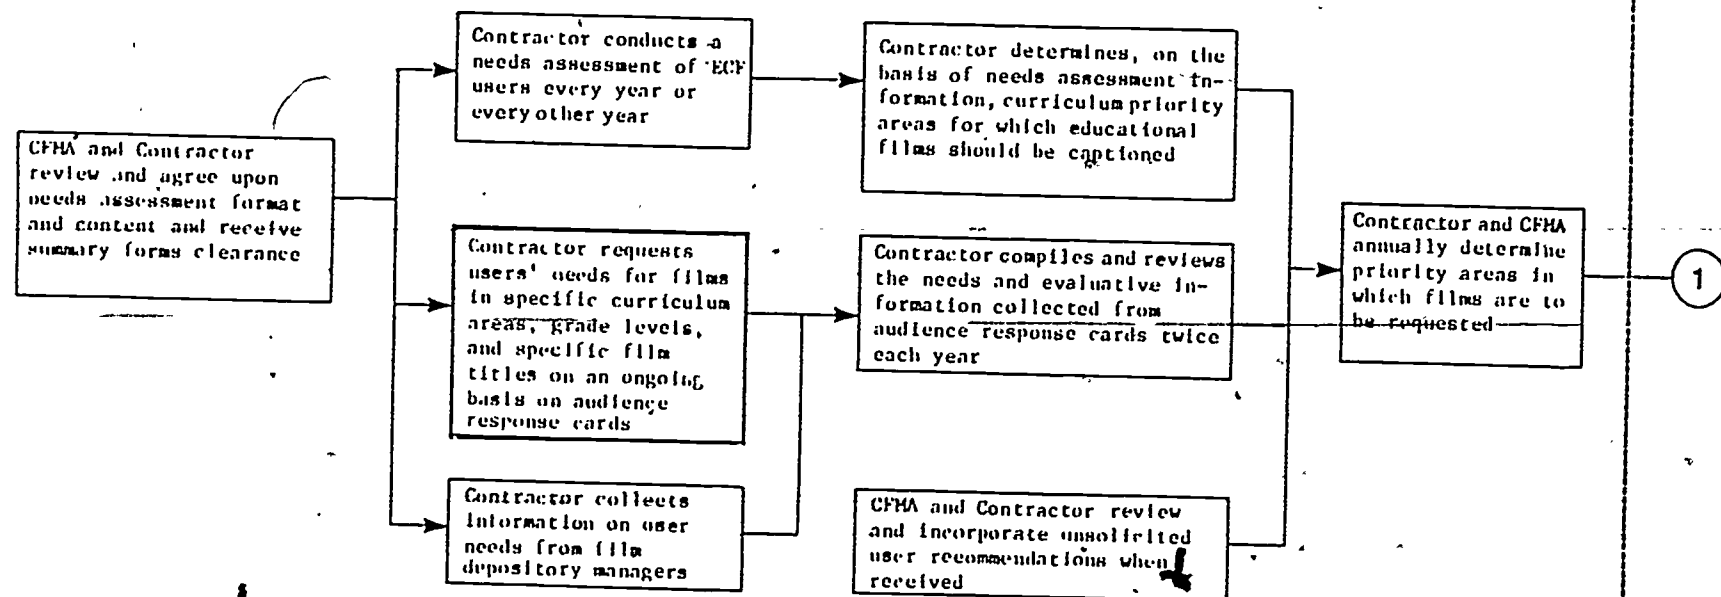 CFMA and Contractor
review and agree upon
needs assessment format
and content and receive
summary forms clearance
Contractor conducts a
needs assessment of ECF
users every year or
every other year
Contractor requests
users' needs for films
in specific curriculum
areas, grade levels,
and specific film
titles on an ongoing
basis on audience
response cards
Contractor collects
information on user
needs from film
depository managers
Contractor determines, on the
basis of needs assessment in-
formation, curriculum priority
areas for which educational
films should be captioned
Contractor compiles and reviews
the needs and evaluative in-
formation collected from
audience response cards twice
each year
CFMA and Contractor review
and incorporate unsolicited
user recommendations when
received
Contractor and CFMA
annually determine
priority areas in
which films are to
be requested
1